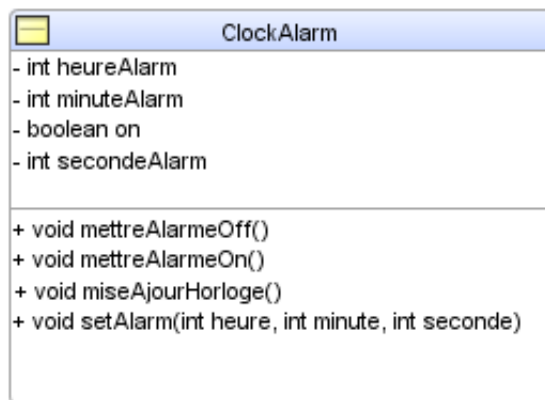 ClockAlarm
- int heureAlarm
- int minuteAlarm
- boolean on
- int secondeAlarm
+ void mettreAlarmeOff()
+ void mettreAlarmeOn()
+ void miseAjourHorloge()
+ void setAlarm(int heure, int minute, int seconde)